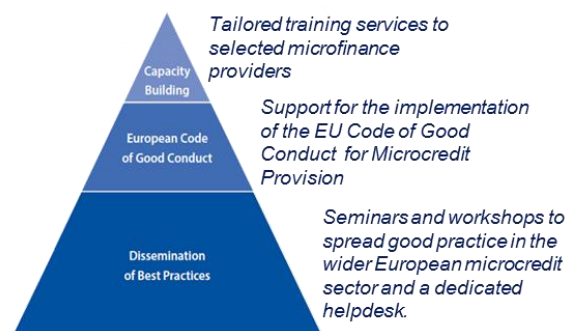 Tailored training services to
selected microfinance
providers
Capacity
Building
Support for the implementation
of the EU Code of Good
Conduct for Microcredit
Provision
European Code
of Good Conduct
Seminars and workshops to
spread good practice in the
wider European microcredit
sector and a dedicated
helpdesk.
Dissemination
of Best Practices